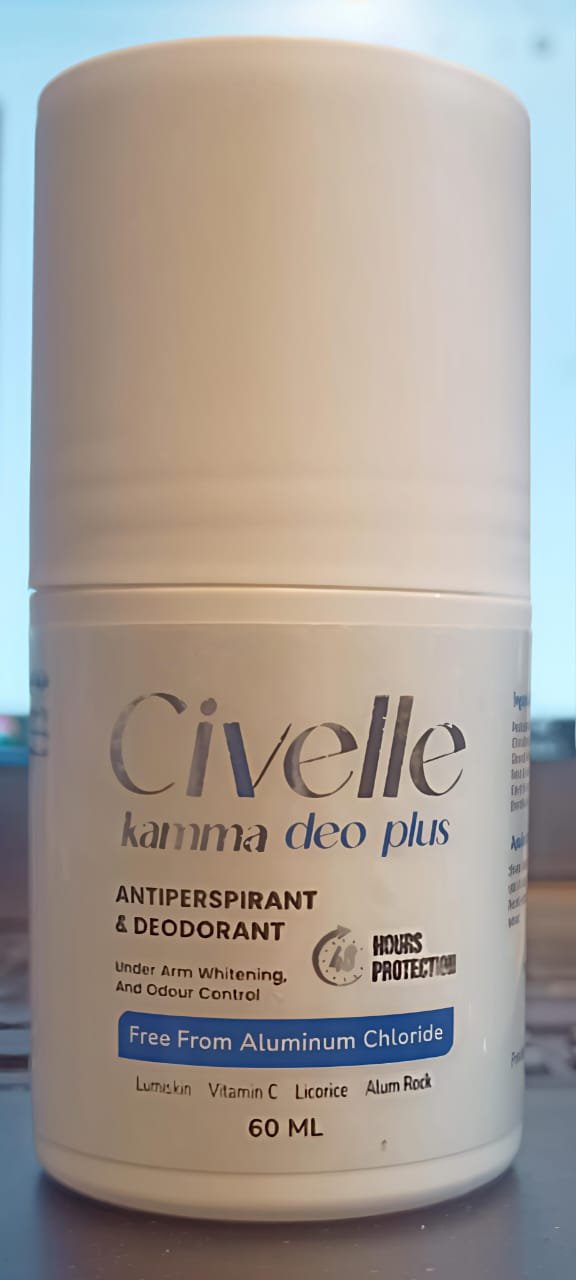 Civelle
kamma deo plus
ANTIPERSPIRANT
& DEODORANT
Under Arm Whitening,
And Odour Control
48 HOURS
PROTECTION
Free From Aluminum Chloride
Lumiskin Vitamin C Licorice Alum Rock
60 ML